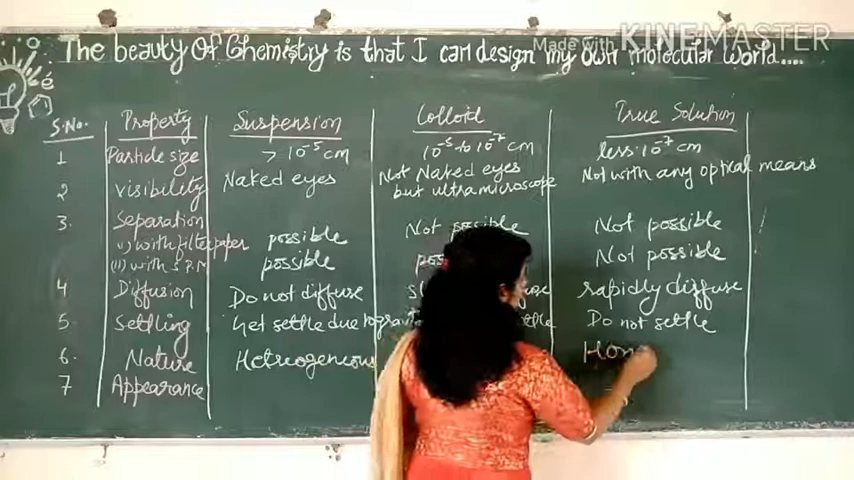 Made with KINEMASTER
The beauty Of Chemistry is that I can design my own molecular world....
S.No. Property Suspension Colloid True Solution
1 Particle size > 10⁻⁵ cm 10⁻⁵ to 10⁻⁷ cm less 10⁻⁷ cm
2 visibility Naked eyes Not Naked eyes Not with any optical means
but ultramicroscope
3. Separation
i) with filter paper possible Not possible Not possible
(ii) with S.P.M possible Not possible
4 Diffusion Do not diffuse rapidly diffuse
5. Settling Get settle due to Do not settle
6. Nature Hetreogeneous
7 Appearance